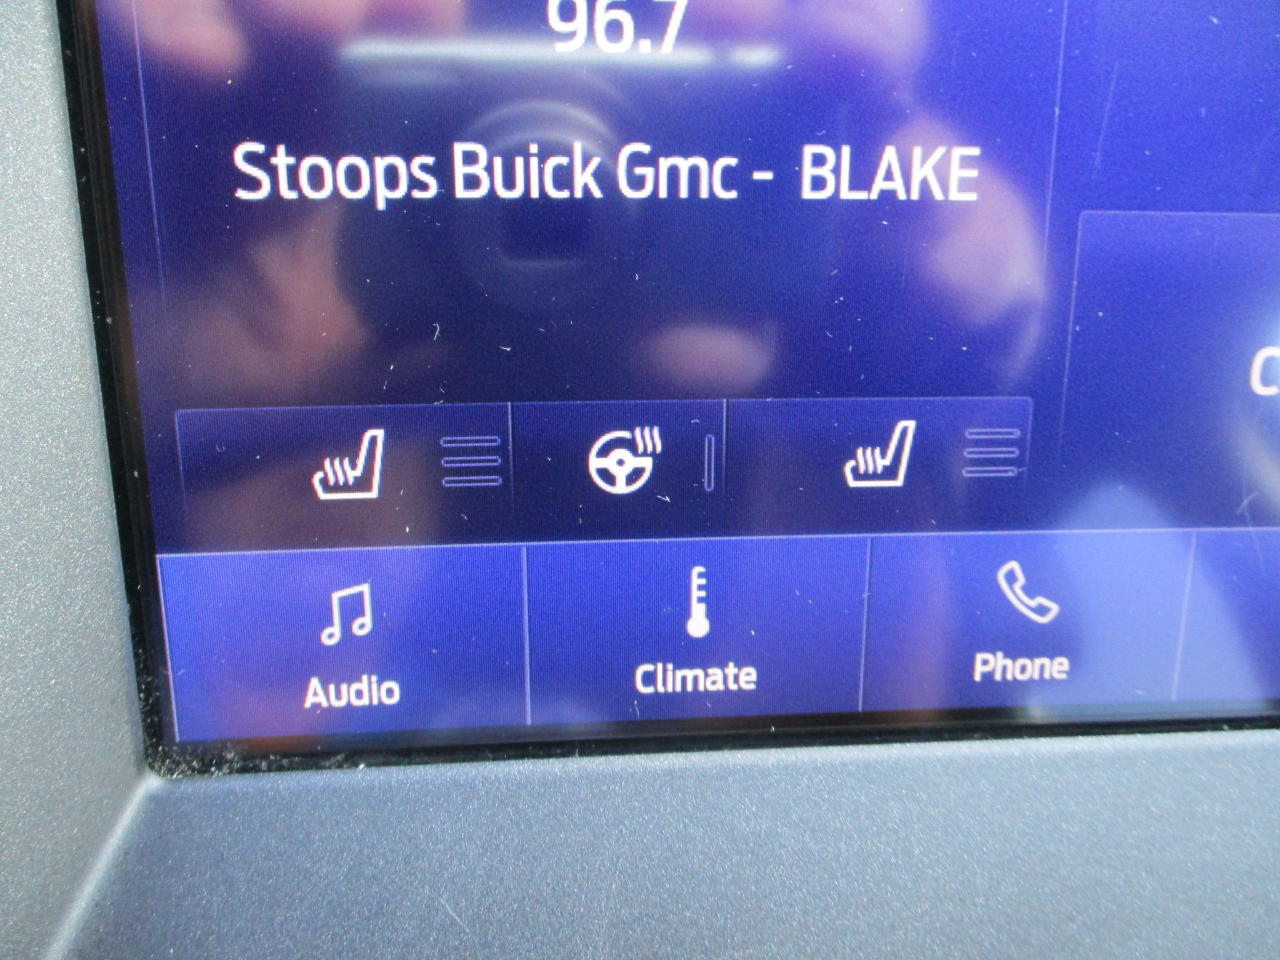 96.7
Stoops Buick Gmc - BLAKE
Audio
Climate
Phone